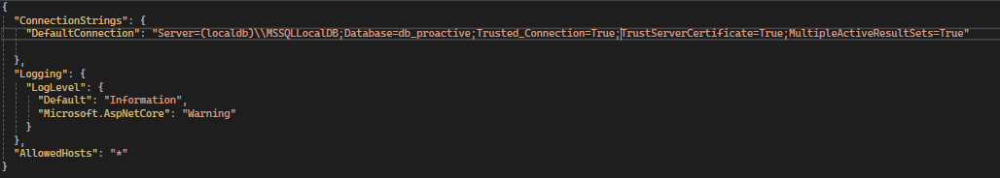 {
  "ConnectionStrings": {
    "DefaultConnection": "Server=(localdb)\\MSSQLLocalDB;Database=db_proactive;Trusted_Connection=True;TrustServerCertificate=True;MultipleActiveResultSets=True"
  },
  "Logging": {
    "LogLevel": {
      "Default": "Information",
      "Microsoft.AspNetCore": "Warning"
    }
  },
  "AllowedHosts": "*"
}